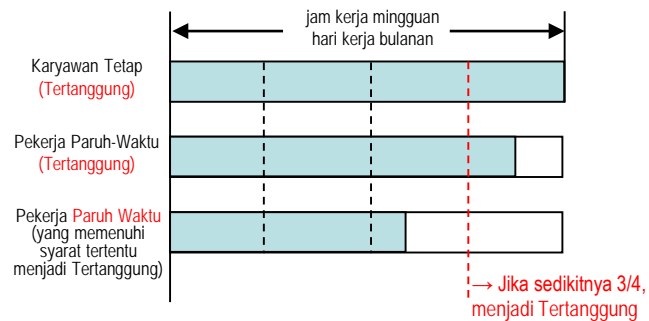 jam kerja mingguan
hari kerja bulanan
Karyawan Tetap
(Tertanggung)
Pekerja Paruh-Waktu
(Tertanggung)
Pekerja Paruh Waktu
(yang memenuhi
syarat tertentu
menjadi Tertanggung)
→ Jika sedikitnya 3/4,
menjadi Tertanggung